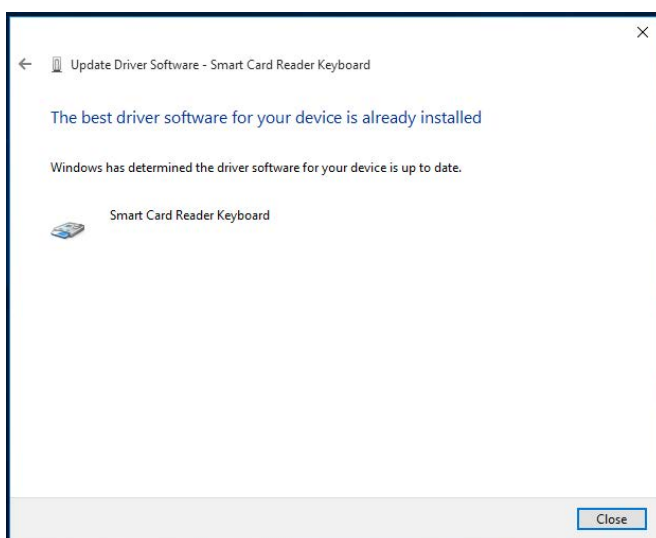 Update Driver Software - Smart Card Reader Keyboard
The best driver software for your device is already installed
Windows has determined the driver software for your device is up to date.
Smart Card Reader Keyboard
Close